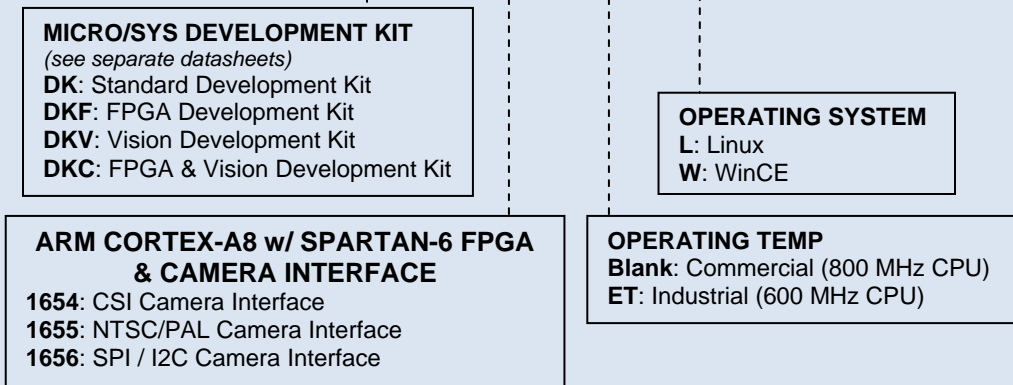 MICRO/SYS DEVELOPMENT KIT
(see separate datasheets)
DK: Standard Development Kit
DKF: FPGA Development Kit
DKV: Vision Development Kit
DKC: FPGA & Vision Development Kit
OPERATING SYSTEM
L: Linux
W: WinCE
ARM CORTEX-A8 w/ SPARTAN-6 FPGA
& CAMERA INTERFACE
1654: CSI Camera Interface
1655: NTSC/PAL Camera Interface
1656: SPI / I2C Camera Interface
OPERATING TEMP
Blank: Commercial (800 MHz CPU)
ET: Industrial (600 MHz CPU)